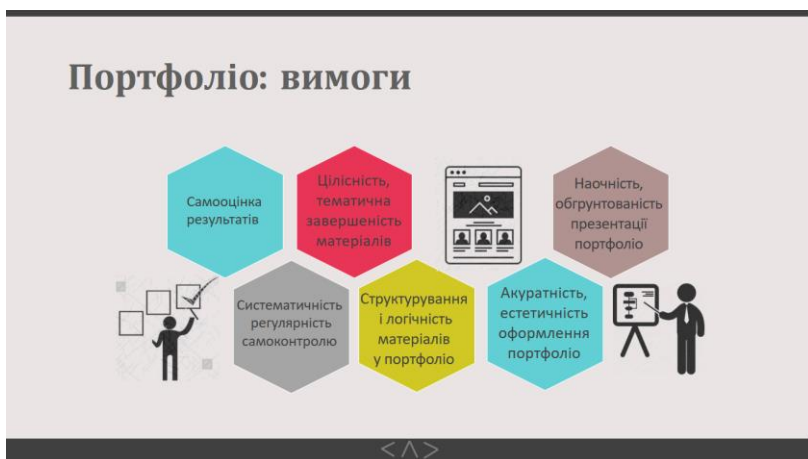 Портфоліо: вимоги
Самооцінка
результатів
Цілісність,
тематична
завершеність
матеріалів
Наочність,
обгрунтованість
презентації
портфоліо
Систематичність
регулярність
самоконтролю
Структурування
і логічність
матеріалів
у портфоліо
Акуратність,
естетичність
оформлення
портфоліо